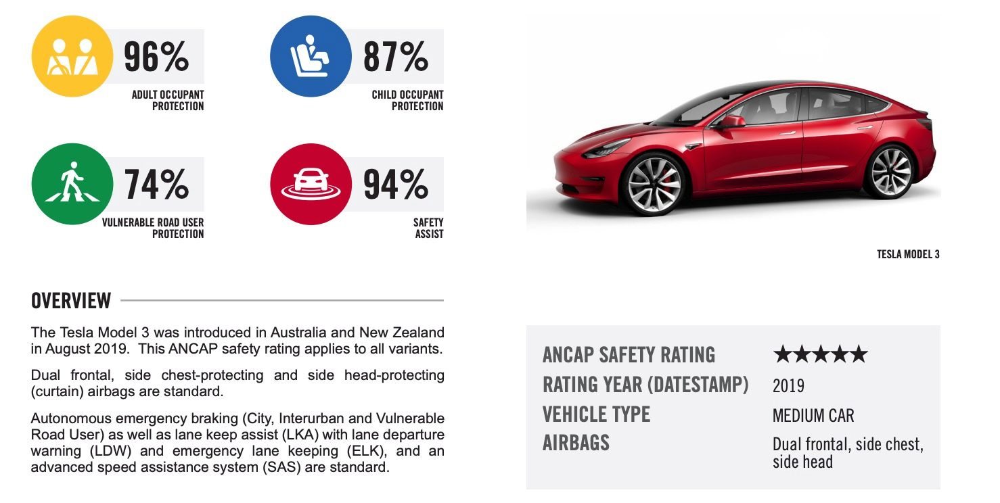 96%
ADULT OCCUPANT
PROTECTION
87%
CHILD OCCUPANT
PROTECTION
74%
VULNERABLE ROAD USER
PROTECTION
94%
SAFETY
ASSIST
TESLA MODEL 3
OVERVIEW
The Tesla Model 3 was introduced in Australia and New Zealand
in August 2019.  This ANCAP safety rating applies to all variants.
Dual frontal, side chest-protecting and side head-protecting
(curtain) airbags are standard.
Autonomous emergency braking (City, Interurban and Vulnerable
Road User) as well as lane keep assist (LKA) with lane departure
warning (LDW) and emergency lane keeping (ELK), and an
advanced speed assistance system (SAS) are standard.
ANCAP SAFETY RATING ★★★★★
RATING YEAR (DATESTAMP) 2019
VEHICLE TYPE MEDIUM CAR
AIRBAGS Dual frontal, side chest,
side head